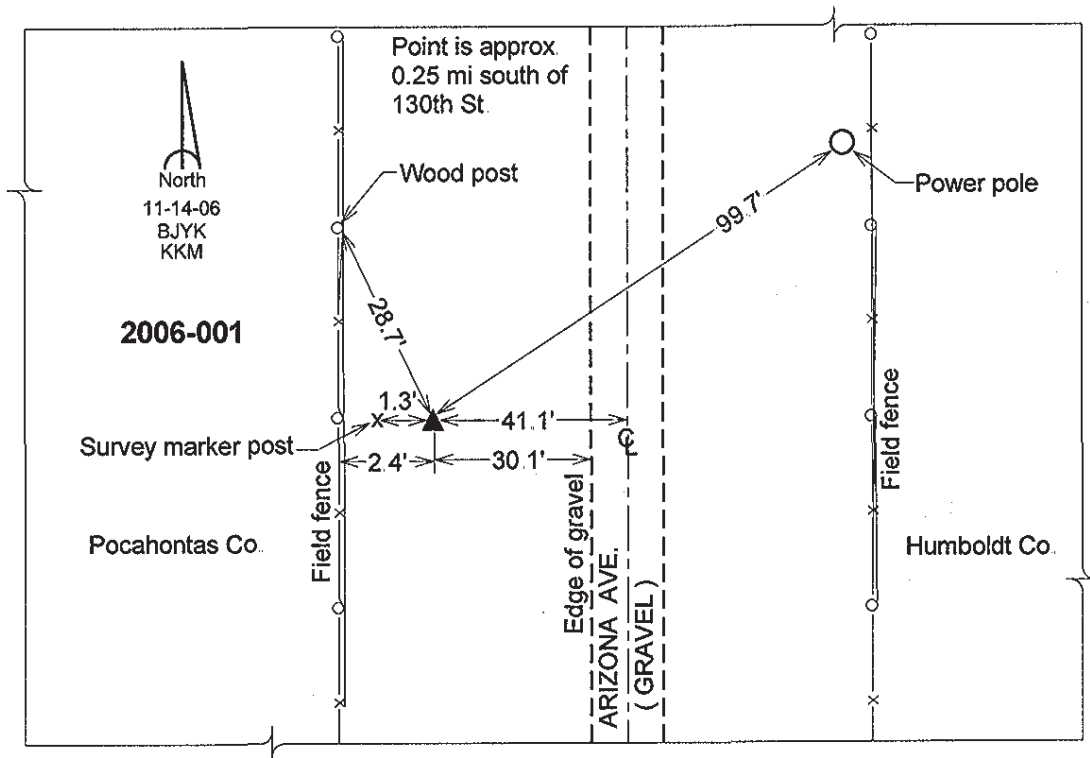 Point is approx.
0.25 mi south of
130th St.
North
11-14-06
BJYK
KKM
Wood post
Power pole
99.7'
2006-001
28.7'
1.3'
41.1'
Survey marker post
℄
2.4'
30.1'
Field fence
Edge of gravel
Field fence
Pocahontas Co.
Humboldt Co.
ARIZONA AVE.
( GRAVEL )